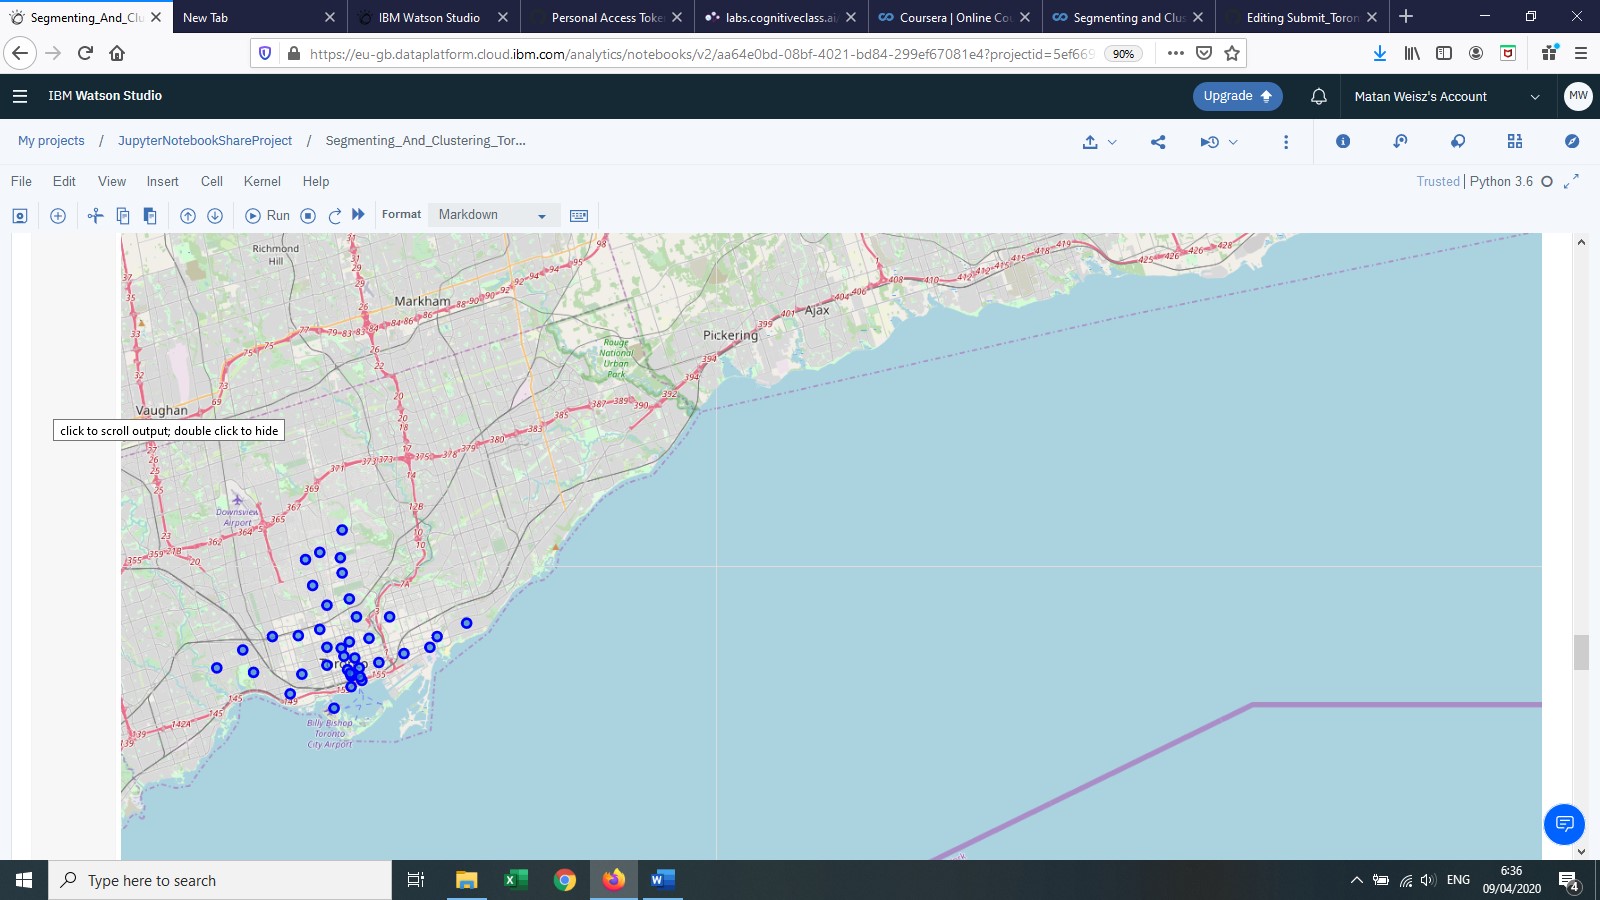 Segmenting_And_Clu
New Tab
IBM Watson Studio
Personal Access Toke
labs.cognitiveclass.ai/
Coursera | Online Co
Segmenting and Clus
Editing Submit_Toron
https://eu-gb.dataplatform.cloud.ibm.com/analytics/notebooks/v2/aa64e0bd-08bf-4021-bd84-299ef67081e4?projectid=5ef669
90%
IBM Watson Studio
Upgrade
Matan Weisz's Account
MW
My projects / JupyterNotebookShareProject / Segmenting_And_Clustering_Tor...
File Edit View Insert Cell Kernel Help
Trusted | Python 3.6
Run
Format
Markdown
Richmond
Hill
Markham
Ajax
Pickering
Rouge
National
Urban
Park
Vaughan
click to scroll output; double click to hide
Downsview
Airport
Billy Bishop
Toronto
City Airport
Type here to search
ENG
6:36
09/04/2020
4